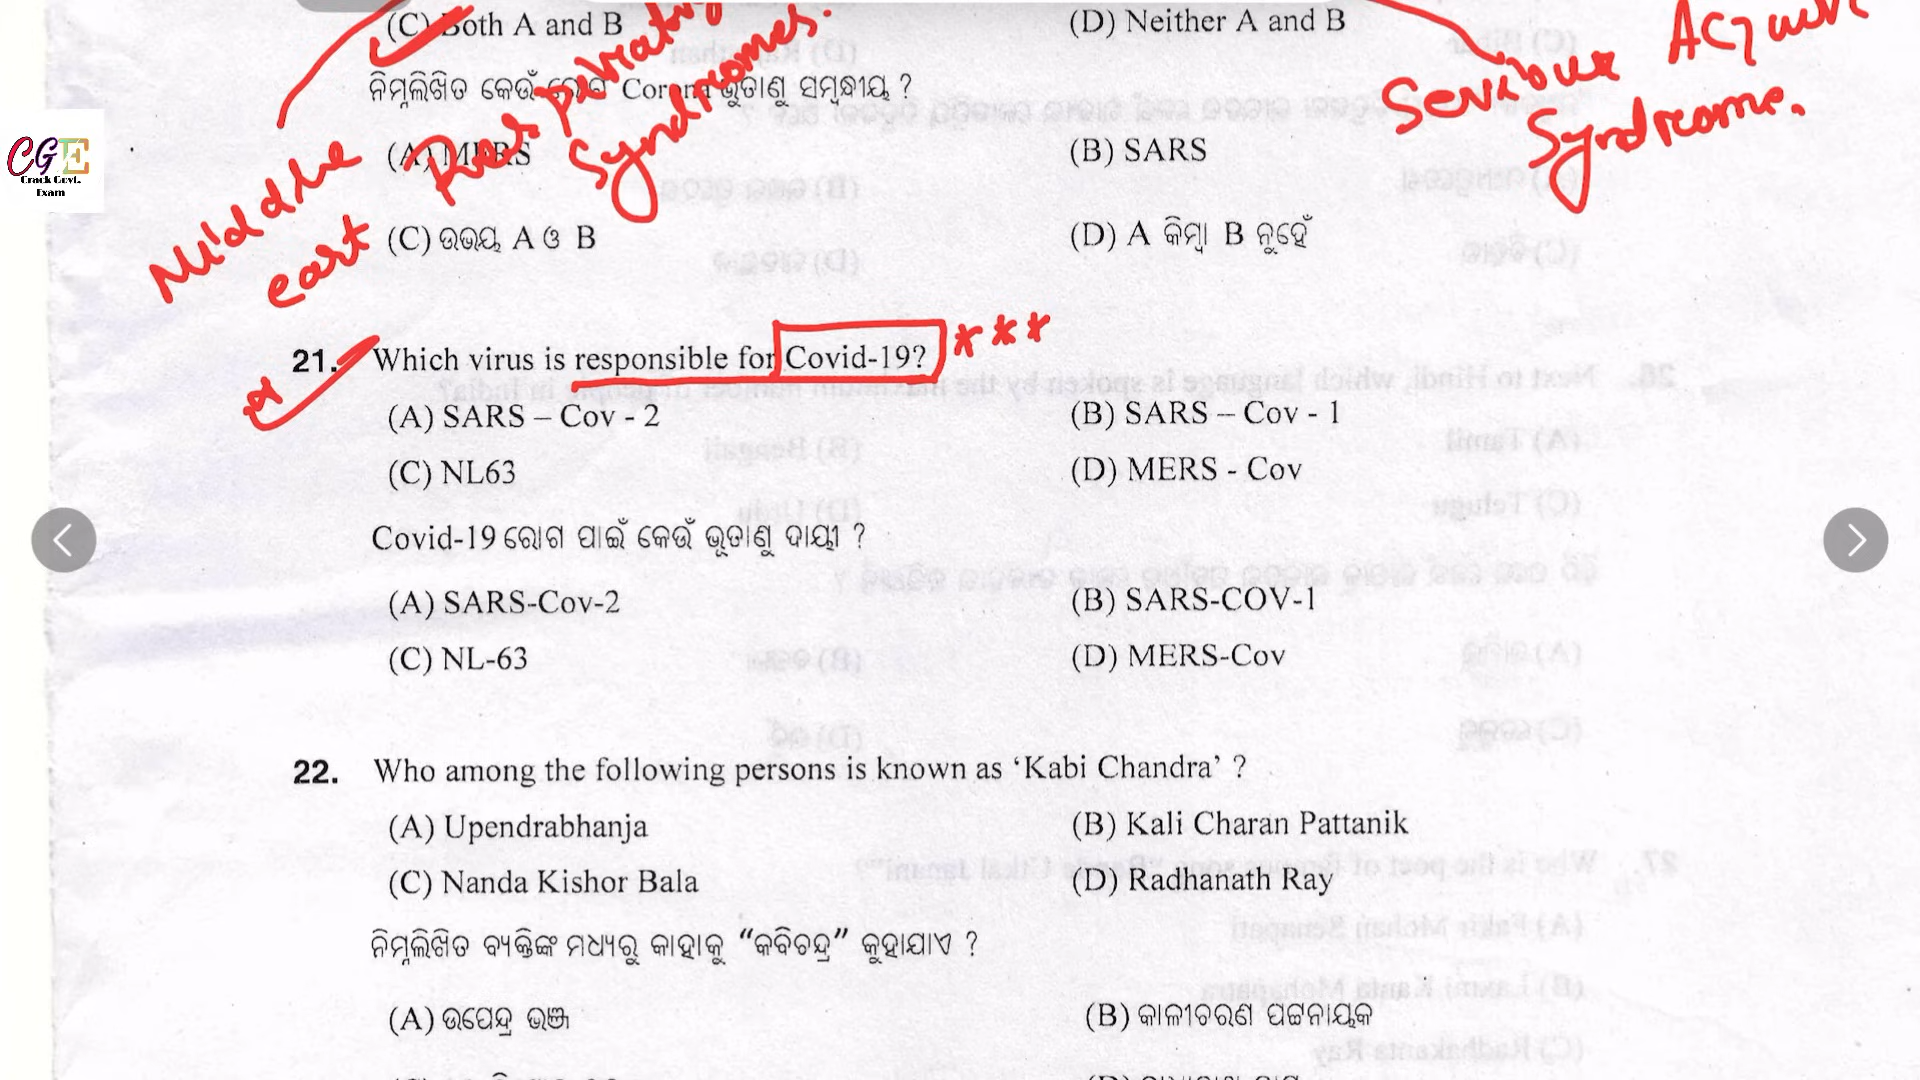 (C) Both A and B (D) Neither A and B
ନିମ୍ନଲିଖିତ କେଉଁ ରୋଗ Corona ଭୁତାଣୁ ସମ୍ବନ୍ଧୀୟ ?
(A) MERS (B) SARS
(C) ଉଭୟ A ଓ B (D) A କିମ୍ବା B ନୁହେଁ
Middle
east
Syndromes.
Syndrome.
CGE
Crack Govt.
Exam
21. Which virus is responsible for Covid-19? ***
(A) SARS – Cov - 2 (B) SARS – Cov - 1
(C) NL63 (D) MERS - Cov
Covid-19 ରୋଗ ପାଇଁ କେଉଁ ଭୂତାଣୁ ଦାୟୀ ?
(A) SARS-Cov-2 (B) SARS-COV-1
(C) NL-63 (D) MERS-Cov
22. Who among the following persons is known as ‘Kabi Chandra’ ?
(A) Upendrabhanja (B) Kali Charan Pattanik
(C) Nanda Kishor Bala (D) Radhanath Ray
ନିମ୍ନଲିଖିତ ବ୍ୟକ୍ତିଙ୍କ ମଧ୍ୟରୁ କାହାକୁ “କବିଚନ୍ଦ୍ର” କୁହାଯାଏ ?
(A) ଉପେନ୍ଦ୍ର ଭଞ୍ଜ (B) କାଳୀଚରଣ ପଟ୍ଟନାୟକ